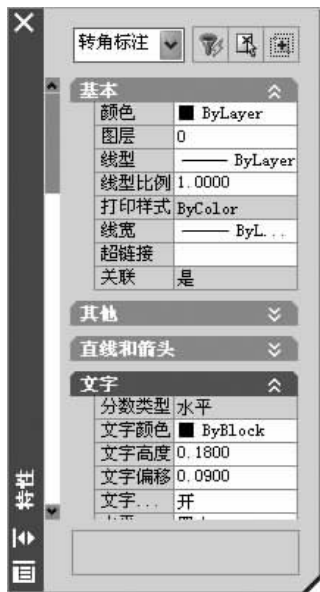 转角标注
基本
颜色 ByLayer
图层 0
线型 ByLayer
线型比例 1.0000
打印样式 ByColor
线宽 ByL...
超链接
关联 是
其他
直线和箭头
文字
分数类型 水平
文字颜色 ByBlock
文字高度 0.1800
文字偏移 0.0900
文字... 开
特性